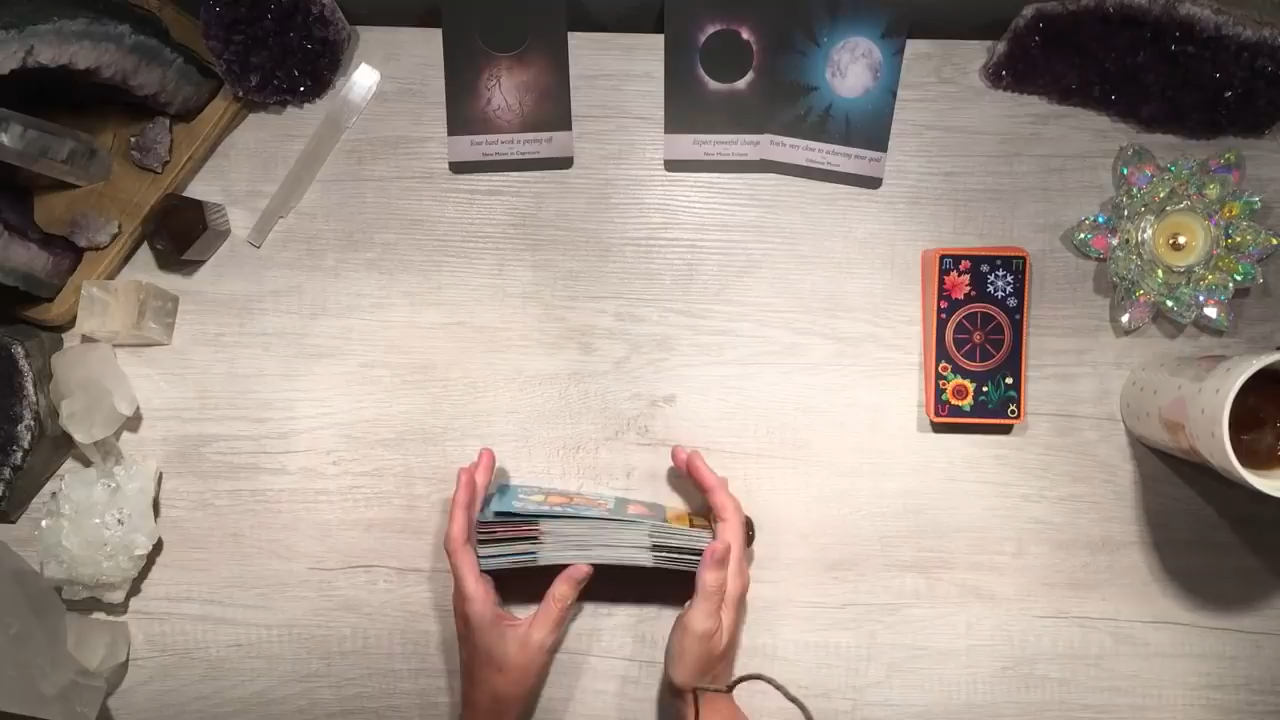 Your hard work is paying off
New Moon in Capricorn
Expect powerful change
New Moon Eclipse
You're very close to achieving your goal
Gibbous Moon